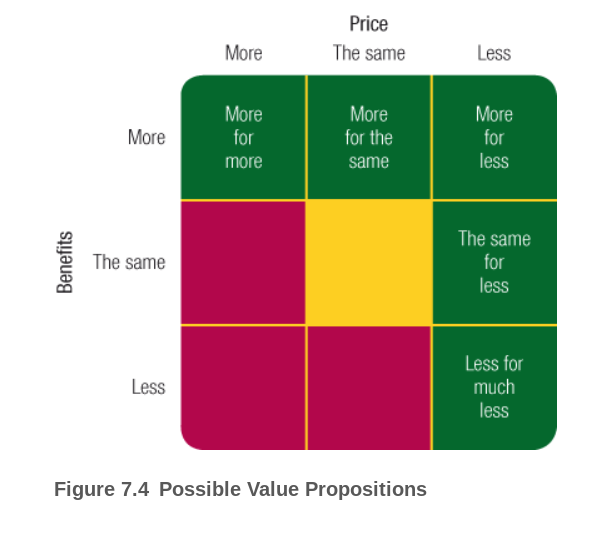 Price
More
The same
Less
More
More
for
more
More
for the
same
More
for
less
Benefits
The same
The same
for
less
Less
Less for
much
less
Figure 7.4 Possible Value Propositions